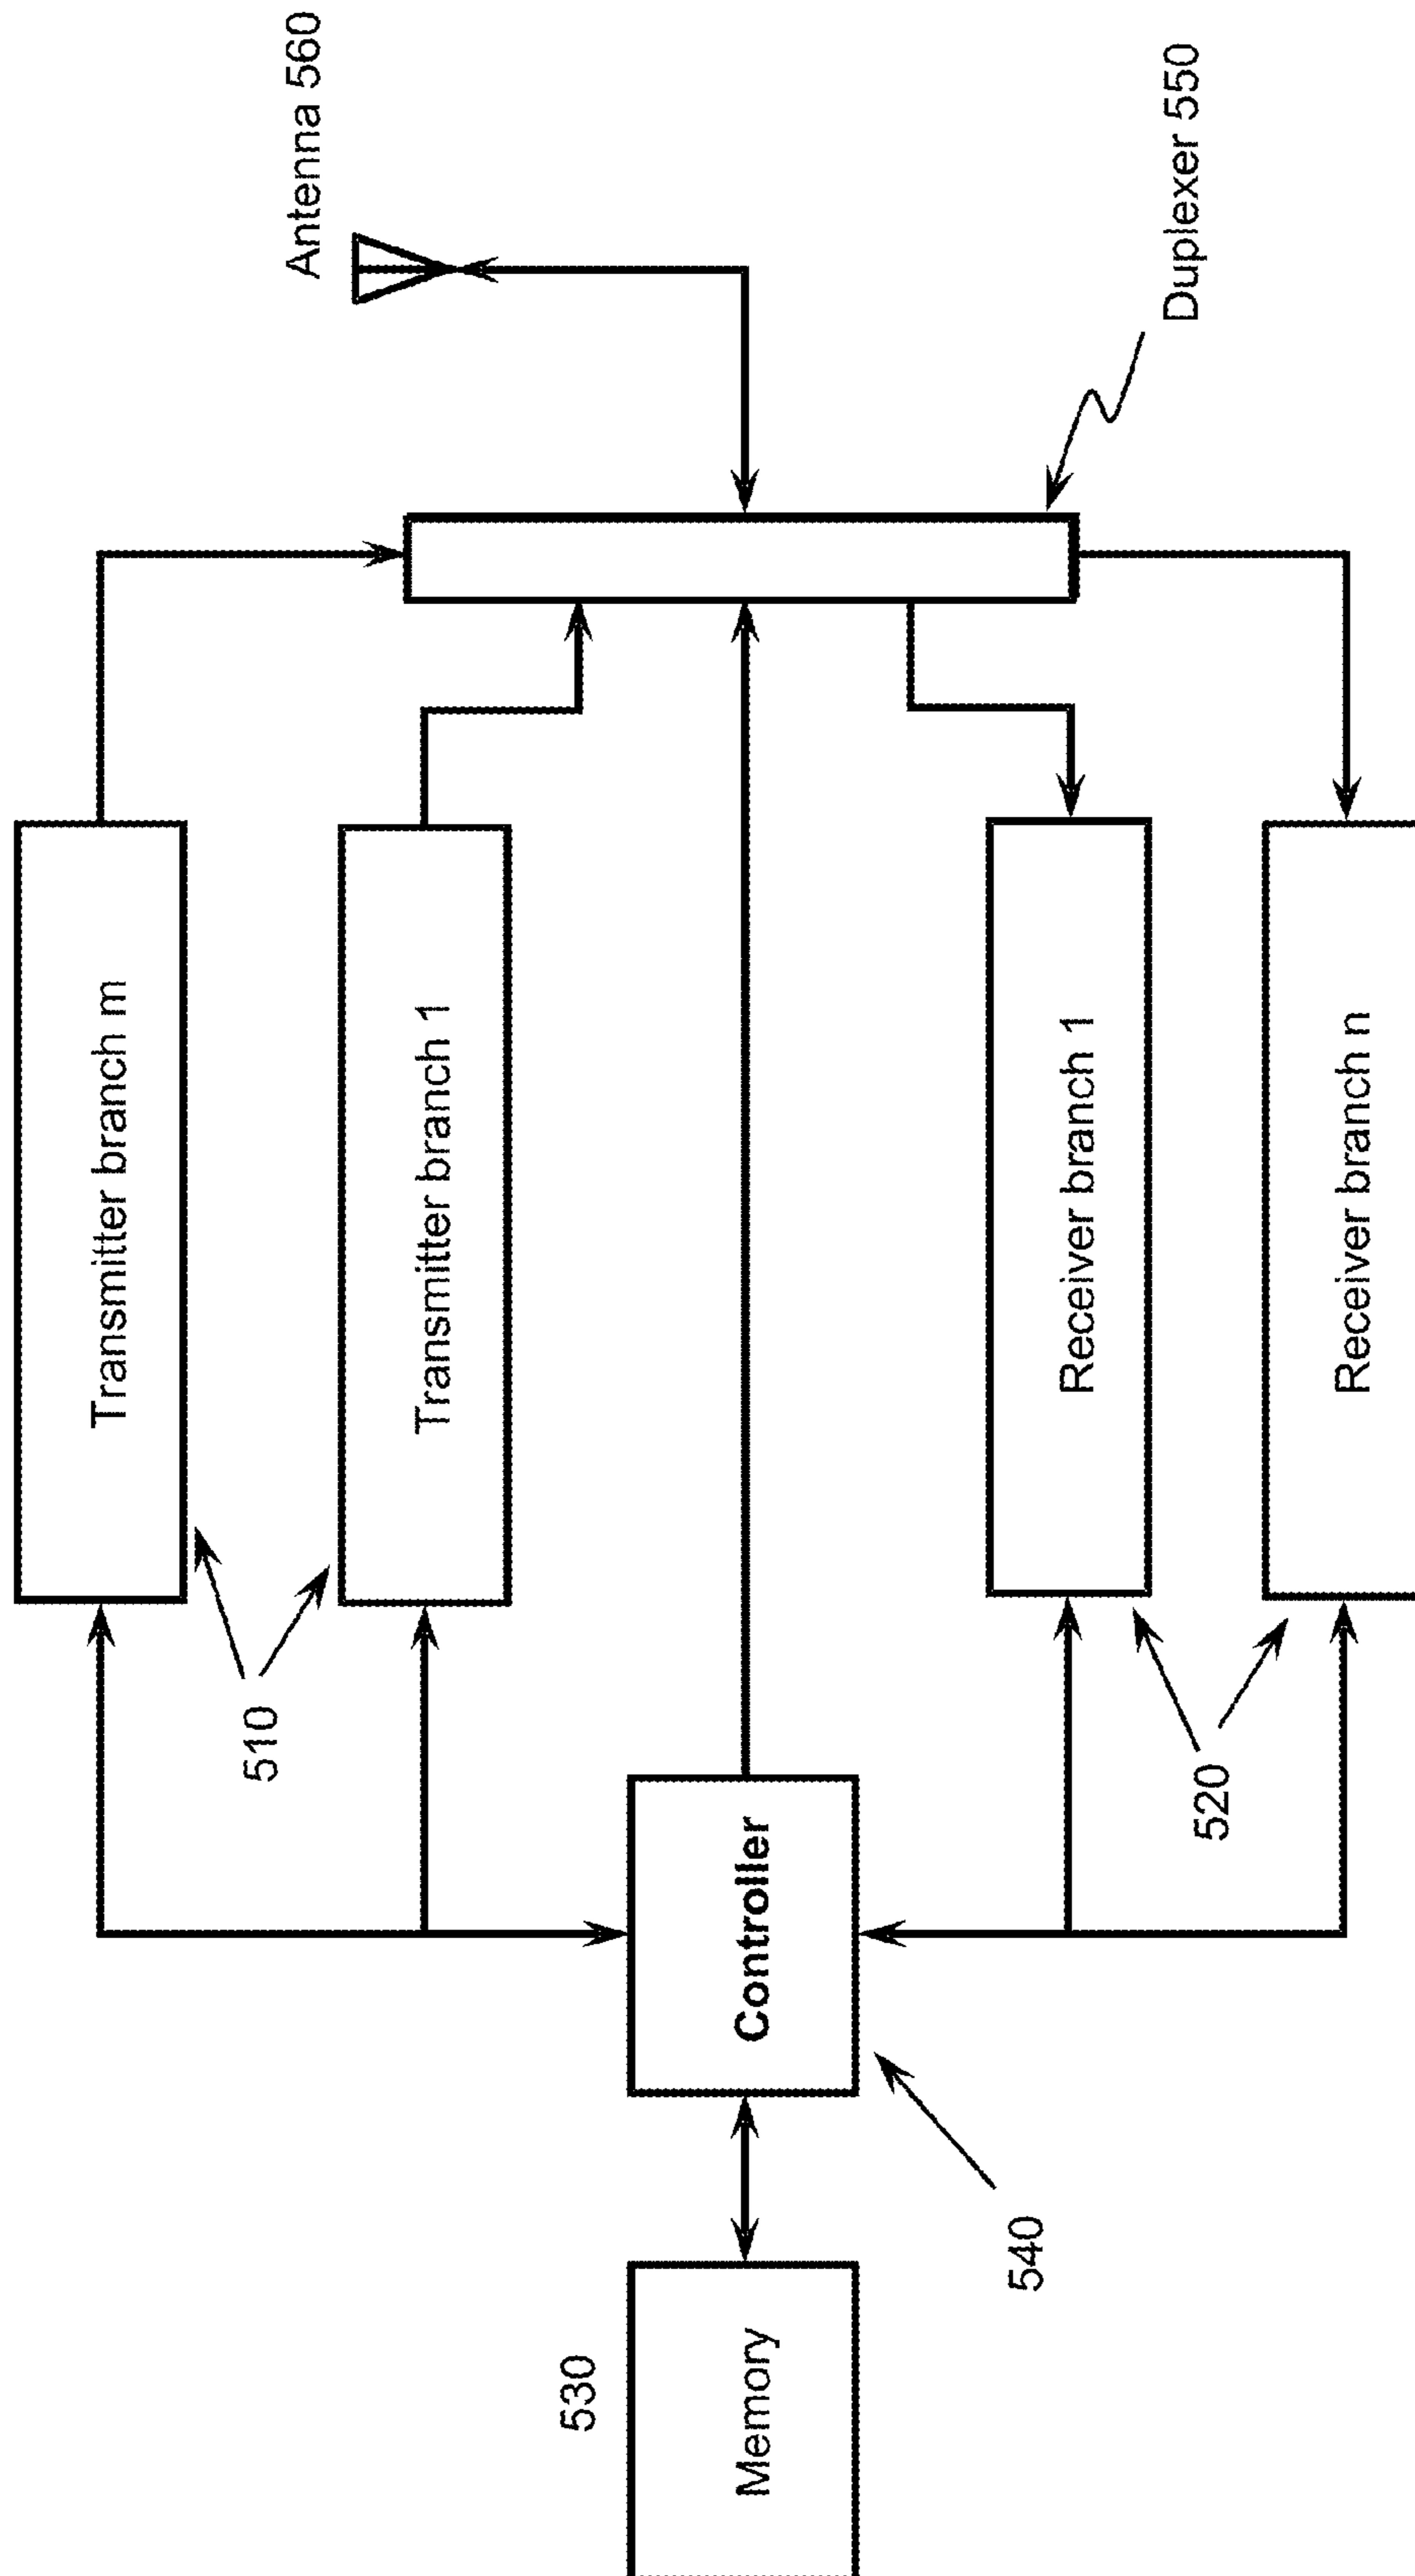 Antenna 560
Transmitter branch m
510
Transmitter branch 1
530
Memory
Controller
540
Duplexer 550
Receiver branch 1
520
Receiver branch n